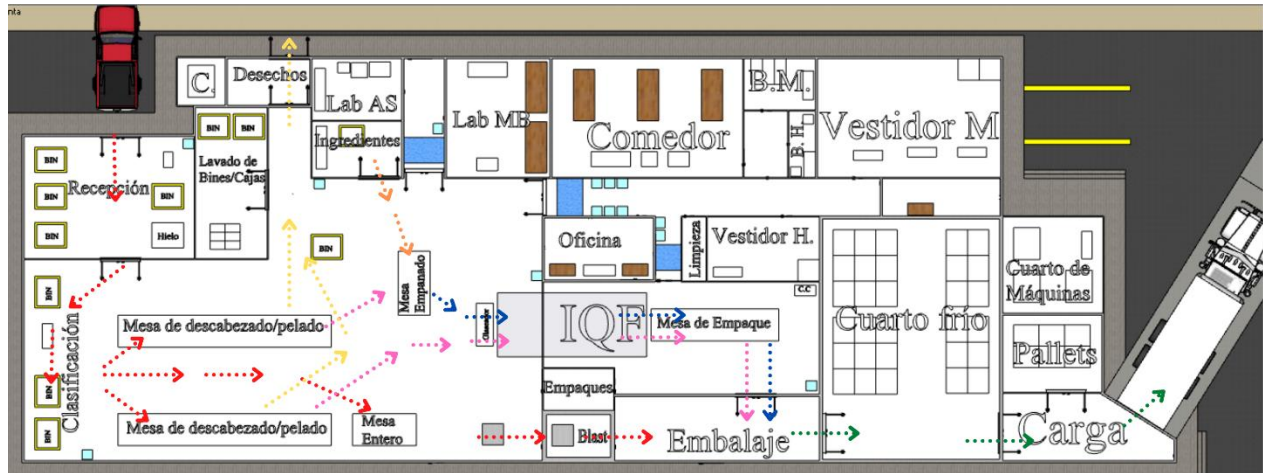 nta
C.
Desechos
Lab AS
Lab MB
Comedor
B.M.
B.H.
Vestidor M
BIN
BIN
Ingredientes
Lavado de
Bines/Cajas
BIN
Recepción
BIN
BIN
BIN
Hielo
BIN
Oficina
Limpieza
Vestidor H.
C.C
Cuarto de
Máquinas
BIN
Clasificación
BIN
BIN
Mesa de descabezado/pelado
Mesa
Empanado
IQF
Mesa de Empaque
Cuarto frío
Pallets
Mesa de descabezado/pelado
Mesa
Entero
Empaques
Blast
Embalaje
Carga